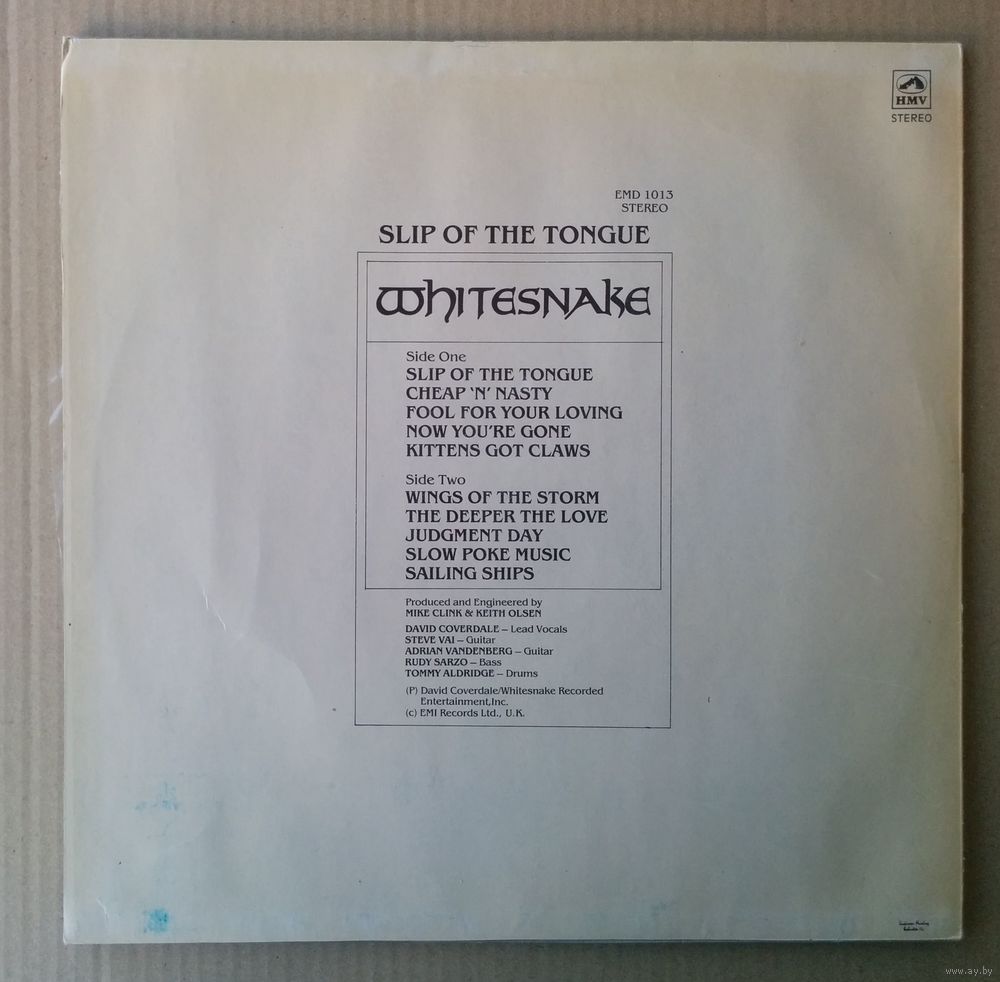 HMV
STEREO
EMD 1013
STEREO
SLIP OF THE TONGUE
WHITESNAKE
Side One
SLIP OF THE TONGUE
CHEAP 'N' NASTY
FOOL FOR YOUR LOVING
NOW YOU'RE GONE
KITTENS GOT CLAWS
Side Two
WINGS OF THE STORM
THE DEEPER THE LOVE
JUDGMENT DAY
SLOW POKE MUSIC
SAILING SHIPS
Produced and Engineered by
MIKE CLINK & KEITH OLSEN
DAVID COVERDALE – Lead Vocals
STEVE VAI – Guitar
ADRIAN VANDENBERG – Guitar
RUDY SARZO – Bass
TOMMY ALDRIDGE – Drums
(P) David Coverdale/Whitesnake Recorded
Entertainment,Inc.
(c) EMI Records Ltd., U.K.
www.ay.by